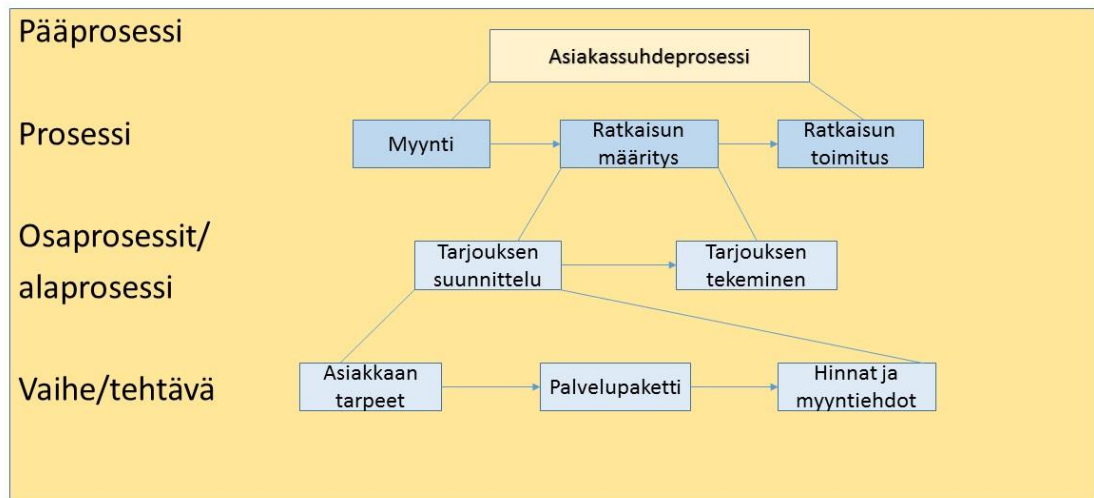 Pääprosessi
Asiakassuhdeprosessi
Prosessi
Myynti
Ratkaisun
määritys
Ratkaisun
toimitus
Osaprosessit/
alaprosessi
Tarjouksen
suunnittelu
Tarjouksen
tekeminen
Vaihe/tehtävä
Asiakkaan
tarpeet
Palvelupaketti
Hinnat ja
myyntiehdot